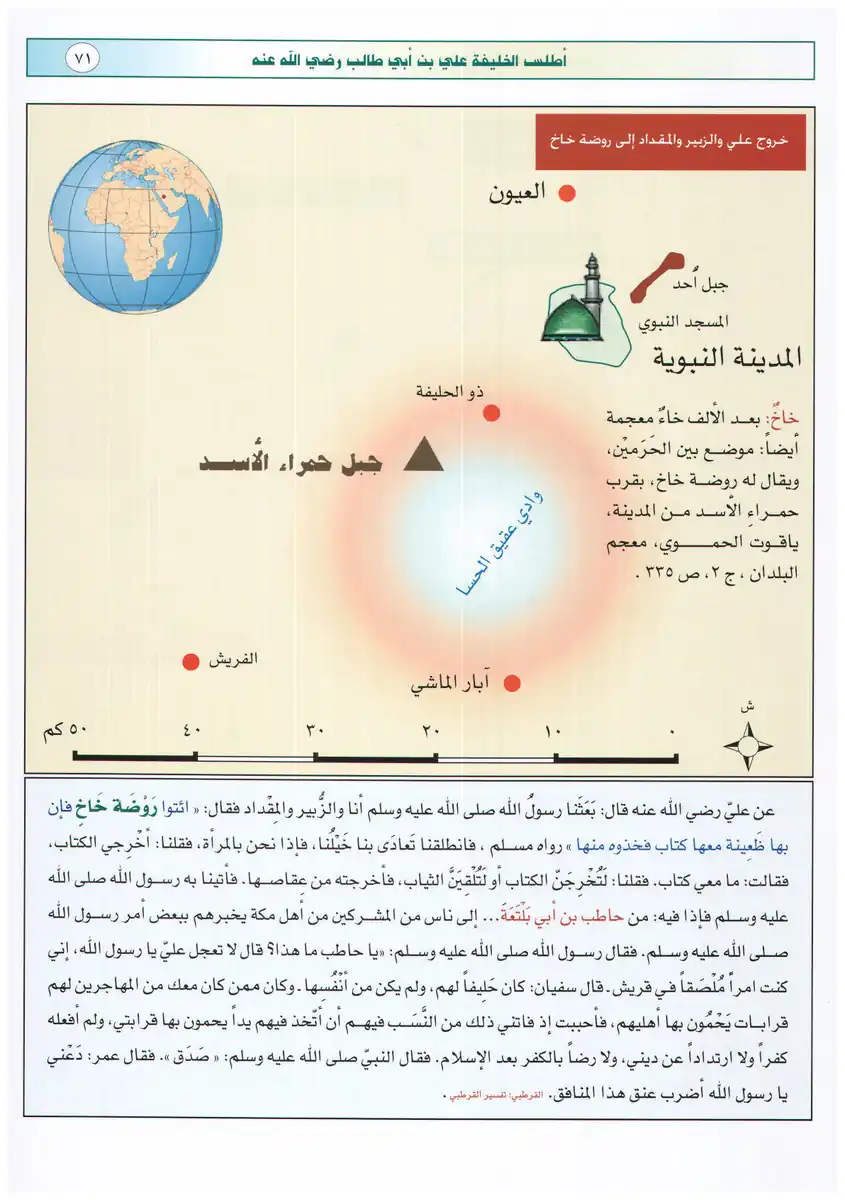 أطلس الخليفة علي بن أبي طالب رضي الله عنه
٧١
خروج علي والزبير والمقداد إلى روضة خاخ
العيون
جبل أُحد
المسجد النبوي
المدينة النبوية
ذو الحليفة
جبل حمراء الأسد
وادي عقيق الحسا
خاخٌ: بعد الألف خاءٌ معجمة
أيضاً: موضع بين الحَرَميْن،
ويقال له روضة خاخ، بقرب
حمراءِ الأسد من المدينة،
ياقوت الحموي، معجم
البلدان ، ج ٢، ص ٣٣٥ .
الفريش
آبار الماشي
ش
٠ ١٠ ٢٠ ٣٠ ٤٠ ٥٠ كم
عن عليّ رضي الله عنه قال: بَعَثَنا رسولُ الله صلى الله عليه وسلم أنا والزُّبير والمِقْداد فقال: « ائتوا رَوْضَة خَاخِ فإن
بها ظَعِينة معها كتاب فخذوه منها » رواه مسلم ، فانطلقنا تَعادَى بنا خَيْلُنا، فإذا نحن بالمرأة، فقلنا: أخْرِجي الكتاب،
فقالت: ما معي كتاب. فقلنا: لَتُخْرِجَنّ الكتاب أو لَتُلْقِيَنَّ الثياب، فأخرجته من عِقاصها. فأتينا به رسول الله صلى الله
عليه وسلم فإذا فيه: من حاطب بن أبي بَلْتَعَةَ... إلى ناس من المشركين من أهل مكة يخبرهم ببعض أمر رسول الله
صلى الله عليه وسلم. فقال رسول الله صلى الله عليه وسلم: «يا حاطب ما هذا؟ قال لا تعجل عليّ يا رسول الله، إني
كنت امرأً مُلْصَقاً في قريش. قال سفيان: كان حَليفاً لهم، ولم يكن من أنْفُسِها. وكان ممن كان معك من المهاجرين لهم
قرابات يَحْمُون بها أهليهم، فأحببت إذ فاتني ذلك من النَّسَب فيهم أن أتّخذ فيهم يداً يحمون بها قرابتي، ولم أفعله
كفراً ولا ارتداداً عن ديني، ولا رضاً بالكفر بعد الإسلام. فقال النبيّ صلى الله عليه وسلم: « صَدَق ». فقال عمر: دَعْني
يا رسول الله أضرب عنق هذا المنافق. القرطبي: تفسير القرطبي .